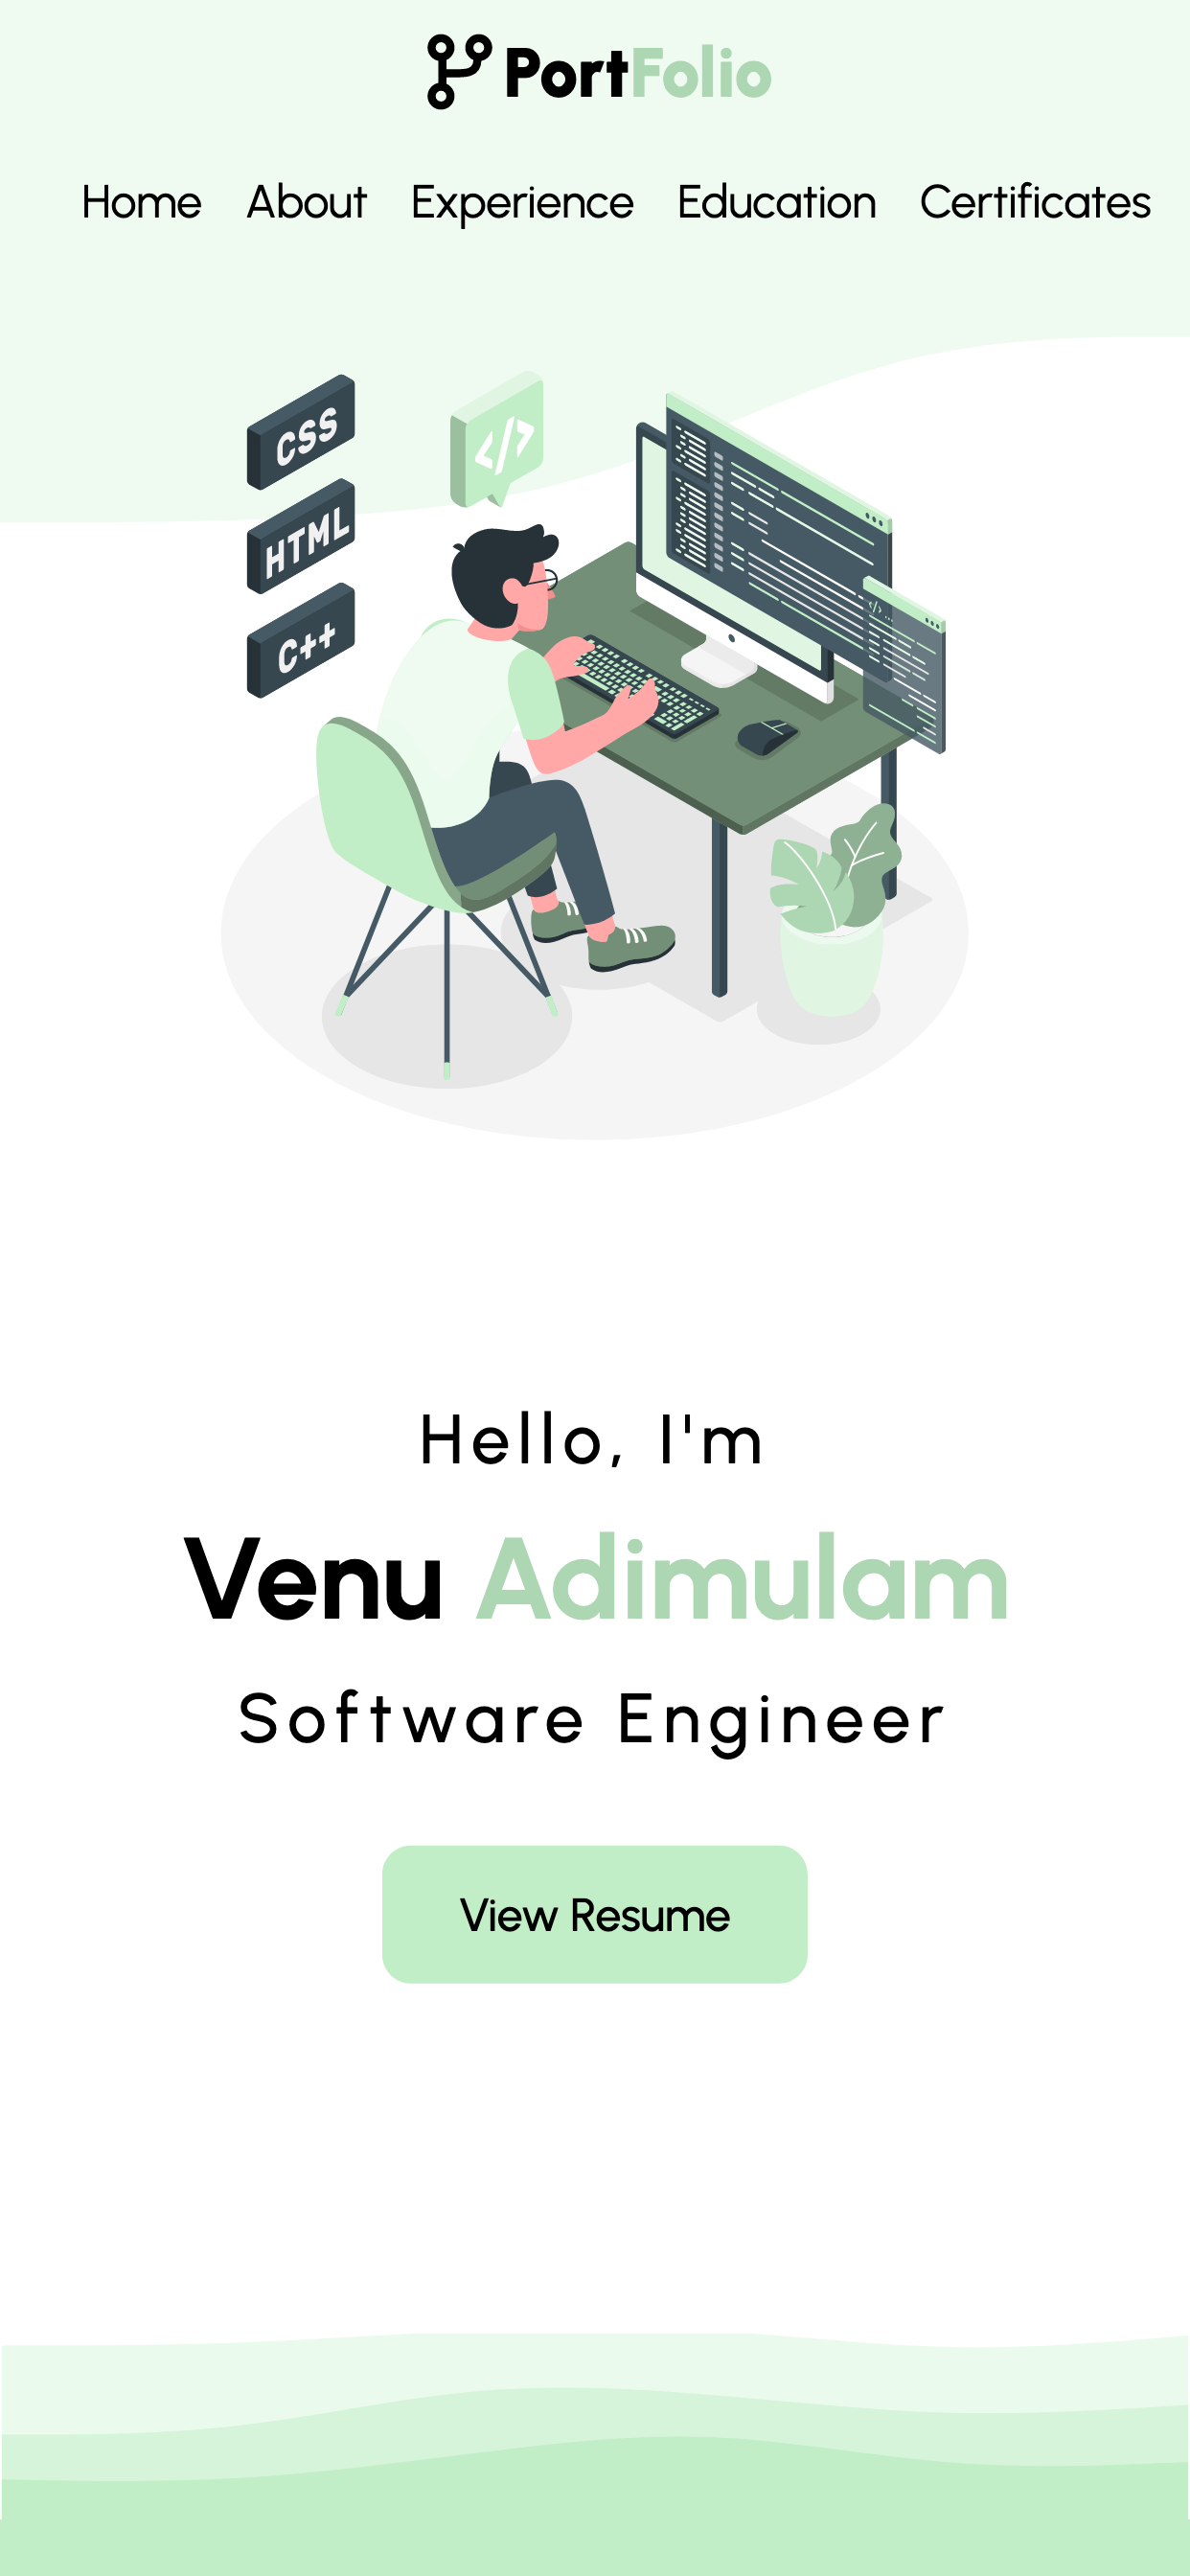 PortFolio
Home About Experience Education Certificates
CSS
</>
HTML
C++
</>
Hello, I'm
Venu Adimulam
Software Engineer
View Resume